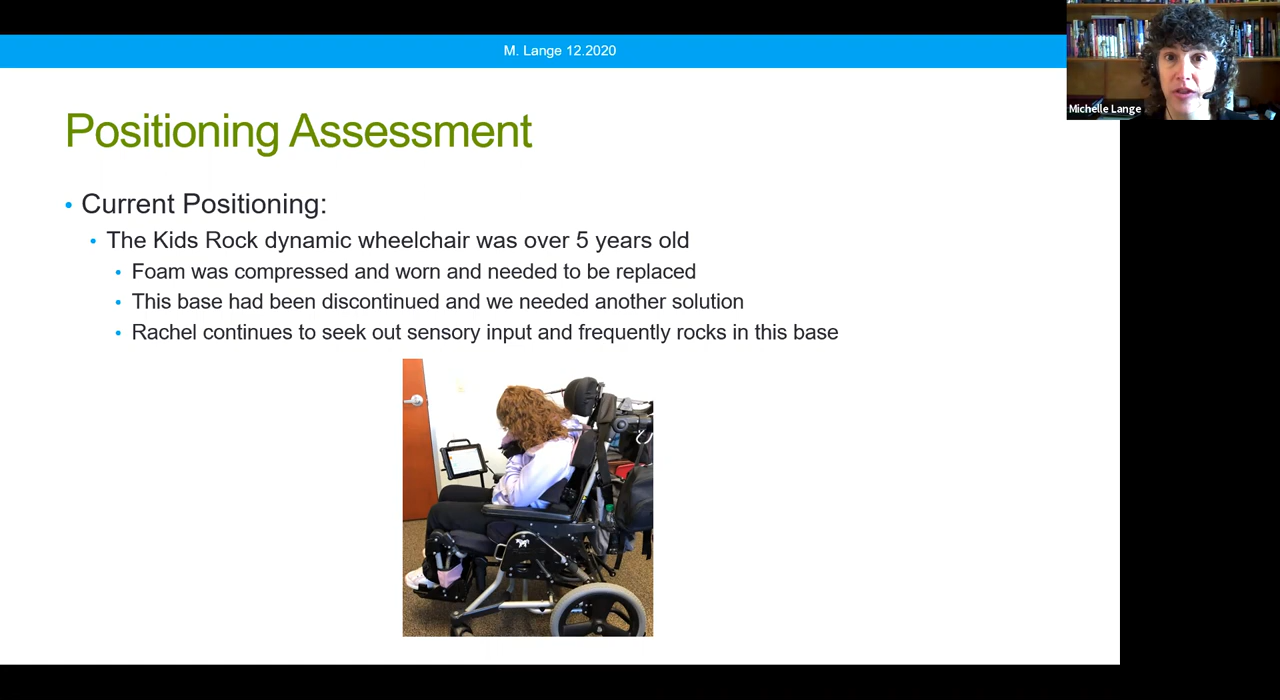 M. Lange 12.2020
Michelle Lange
Positioning Assessment
• Current Positioning:
• The Kids Rock dynamic wheelchair was over 5 years old
• Foam was compressed and worn and needed to be replaced
• This base had been discontinued and we needed another solution
• Rachel continues to seek out sensory input and frequently rocks in this base